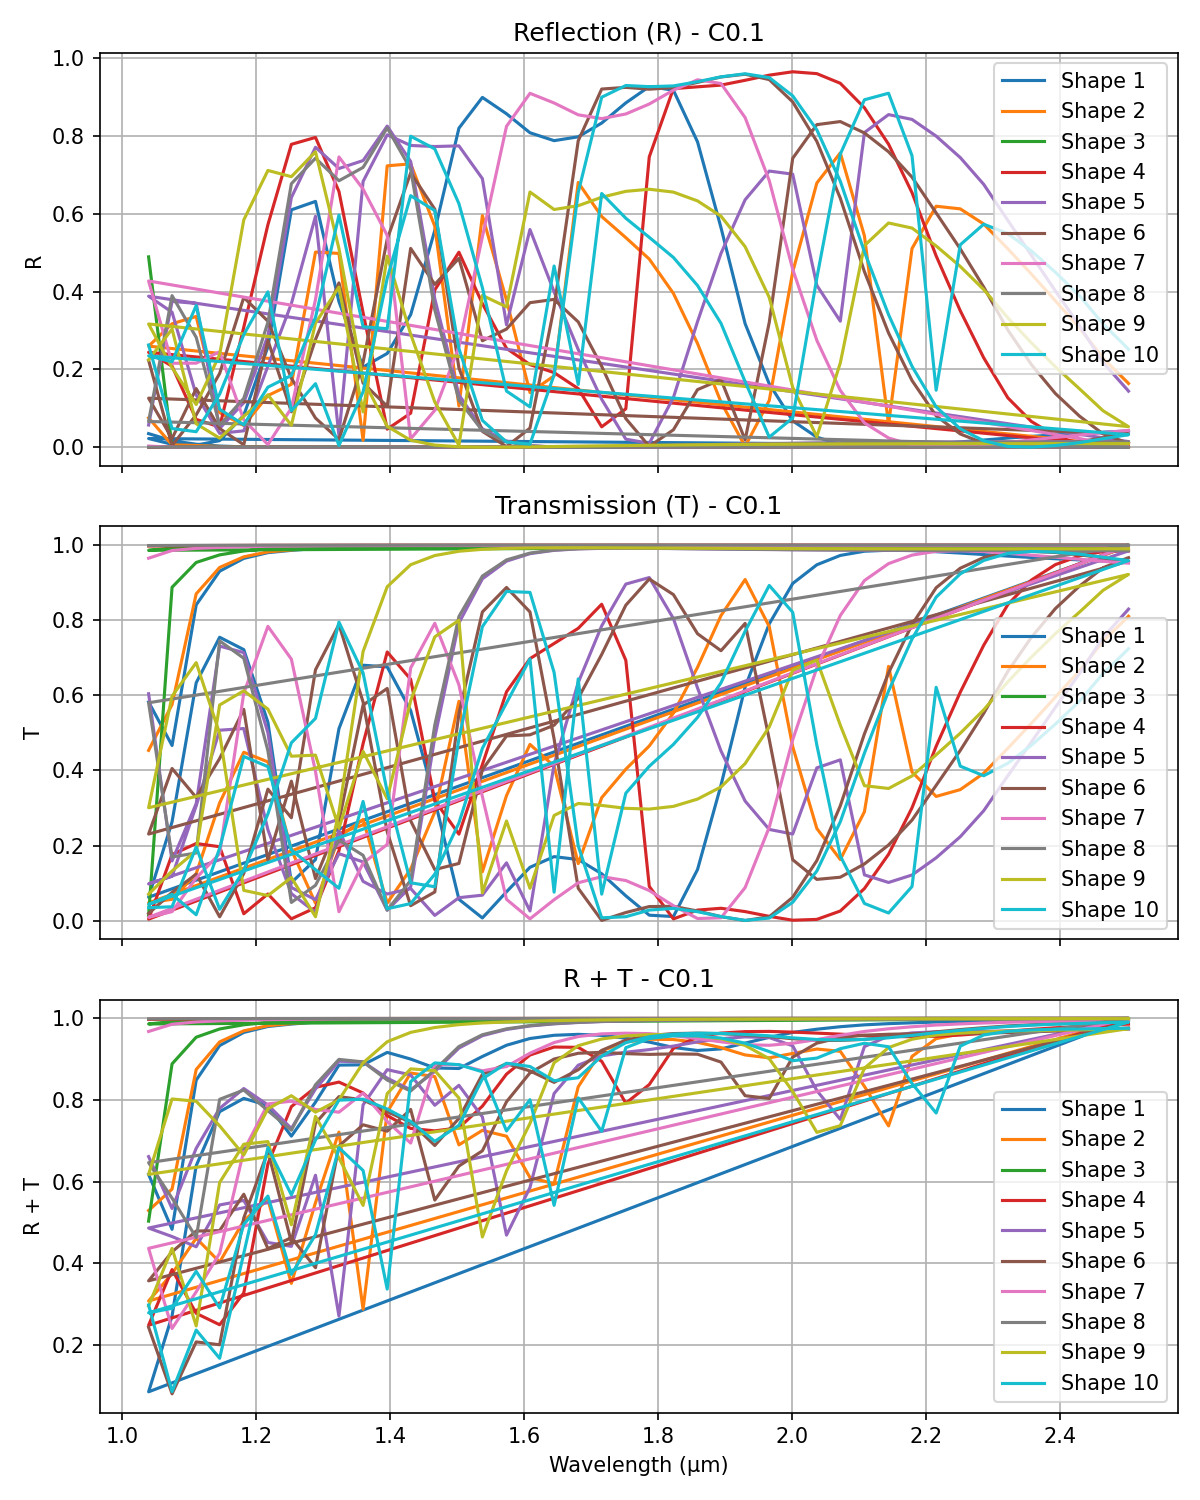 Reflection (R) - C0.1
1.0
0.8
0.6
0.4
0.2
0.0
R
Shape 1
Shape 2
Shape 3
Shape 4
Shape 5
Shape 6
Shape 7
Shape 8
Shape 9
Shape 10
Transmission (T) - C0.1
1.0
0.8
0.6
0.4
0.2
0.0
T
Shape 1
Shape 2
Shape 3
Shape 4
Shape 5
Shape 6
Shape 7
Shape 8
Shape 9
Shape 10
R + T - C0.1
1.0
0.8
0.6
0.4
0.2
R + T
Shape 1
Shape 2
Shape 3
Shape 4
Shape 5
Shape 6
Shape 7
Shape 8
Shape 9
Shape 10
1.0 1.2 1.4 1.6 1.8 2.0 2.2 2.4
Wavelength (μm)